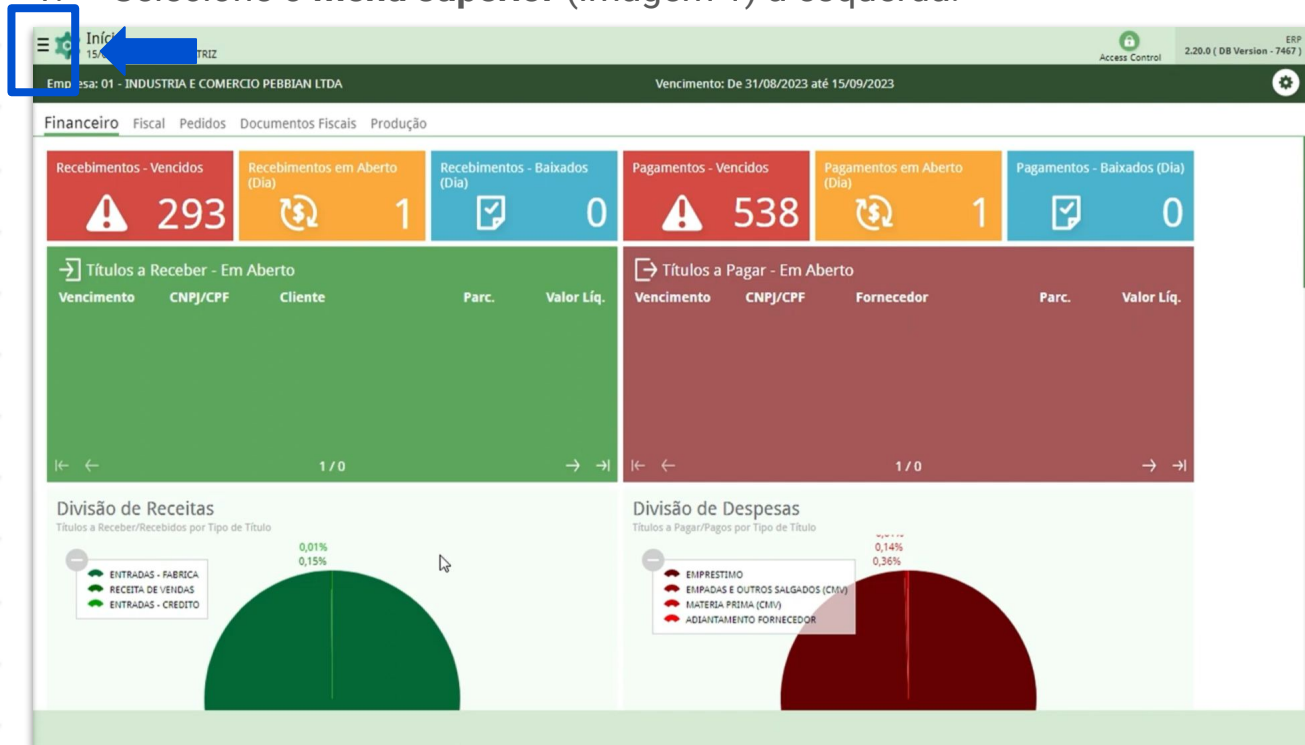 Selecione o menu superior (imagem 1) à esquerda.
Iníc
15/
TRIZ
Access Control
ERP
2.20.0 ( DB Version - 7467 )
Empresa: 01 - INDUSTRIA E COMERCIO PEBBIAN LTDA
Vencimento: De 31/08/2023 até 15/09/2023
Financeiro Fiscal Pedidos Documentos Fiscais Produção
Recebimentos - Vencidos
293
Recebimentos em Aberto
(Dia)
1
Recebimentos - Baixados
(Dia)
0
Pagamentos - Vencidos
538
Pagamentos em Aberto
(Dia)
1
Pagamentos - Baixados (Dia)
0
Títulos a Receber - Em Aberto
Vencimento CNPJ/CPF Cliente Parc. Valor Líq.
1 / 0
Títulos a Pagar - Em Aberto
Vencimento CNPJ/CPF Fornecedor Parc. Valor Líq.
1 / 0
Divisão de Receitas
Títulos a Receber/Recebidos por Tipo de Título
0,01%
0,15%
ENTRADAS - FABRICA
RECEITA DE VENDAS
ENTRADAS - CREDITO
Divisão de Despesas
Títulos a Pagar/Pagos por Tipo de Título
0,14%
0,36%
EMPRESTIMO
EMPADAS E OUTROS SALGADOS (CMV)
MATERIA PRIMA (CMV)
ADIANTAMENTO FORNECEDOR